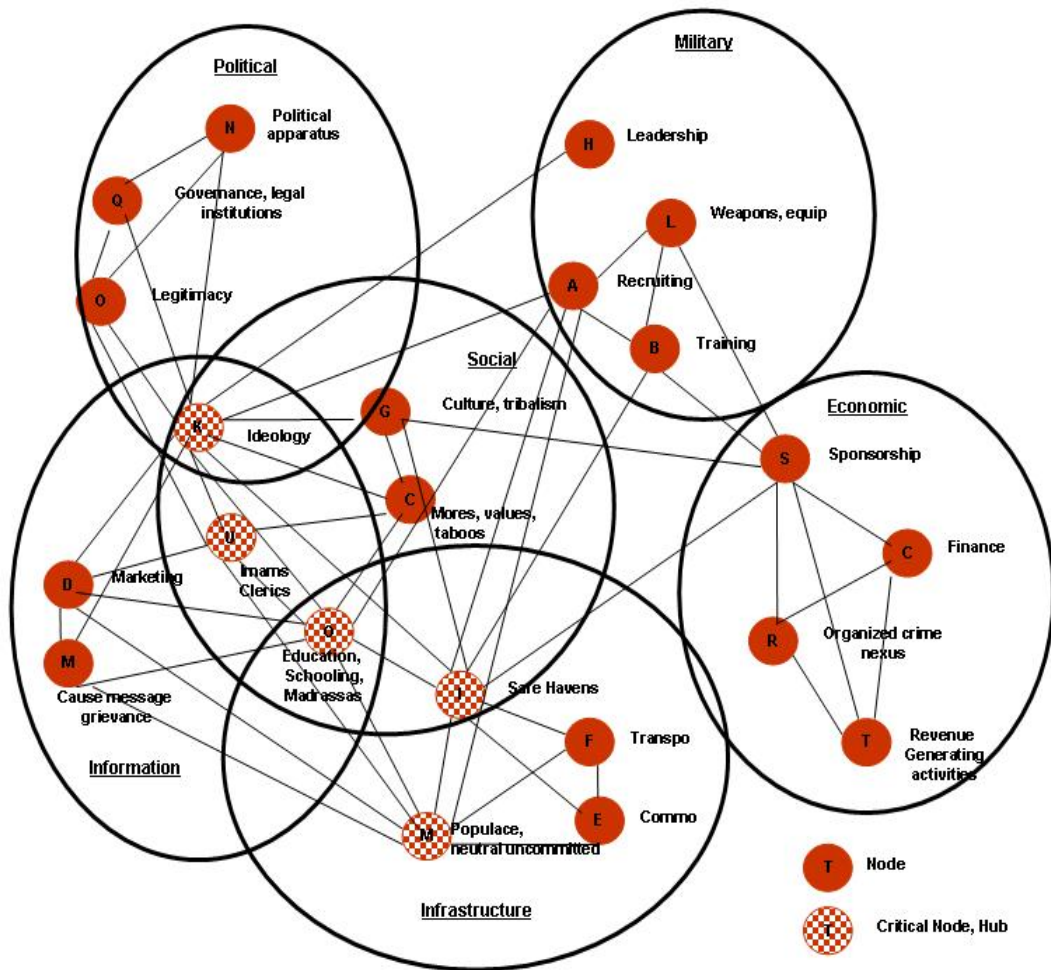 Political
N
Political
apparatus
Q
Governance, legal
institutions
O
Legitimacy
Military
H
Leadership
L
Weapons, equip
A
Recruiting
B
Training
Social
K
Ideology
G
Culture, tribalism
C
Mores, values,
taboos
U
Imams
Clerics
Economic
S
Sponsorship
C
Finance
R
Organized crime
nexus
T
Revenue
Generating
activities
D
Marketing
M
Cause message
grievance
Information
Education,
Schooling,
Madrassas
Safe Havens
F
Transpo
E
Commo
M
Populace,
neutral uncommitted
Infrastructure
T
Node
Critical Node, Hub